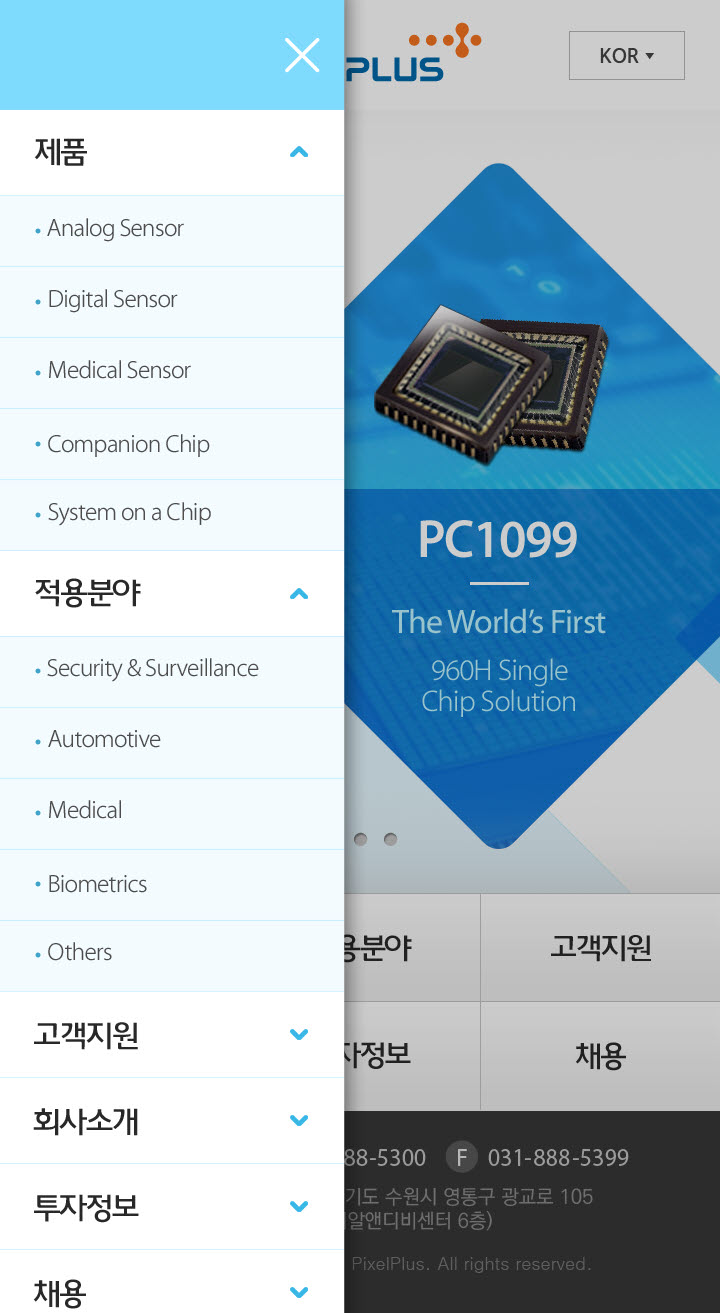 제품
Analog Sensor
Digital Sensor
Medical Sensor
Companion Chip
System on a Chip
적용분야
Security & Surveillance
Automotive
Medical
Biometrics
Others
고객지원
회사소개
투자정보
채용
PLUS
KOR
PC1099
The World's First
960H Single
Chip Solution
용분야
고객지원
자정보
채용
88-5300 F 031-888-5399
기도 수원시 영통구 광교로 105
알앤디비센터 6층)
PixelPlus. All rights reserved.